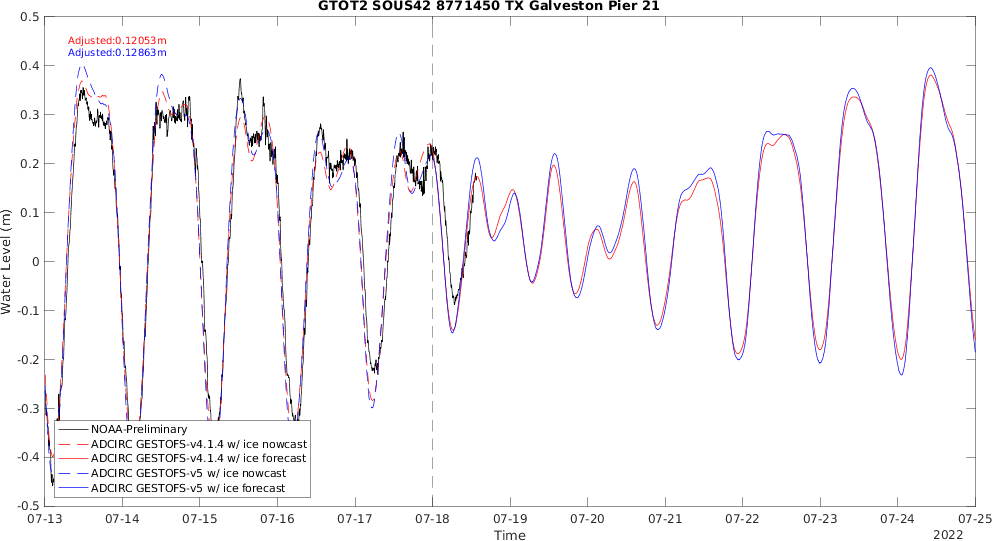 GTOT2 SOUS42 8771450 TX Galveston Pier 21
Adjusted:0.12053m
Adjusted:0.12863m
0.5
0.4
0.3
0.2
0.1
0
-0.1
-0.2
-0.3
-0.4
-0.5
Water Level (m)
NOAA-Preliminary
ADCIRC GESTOFS-v4.1.4 w/ ice nowcast
ADCIRC GESTOFS-v4.1.4 w/ ice forecast
ADCIRC GESTOFS-v5 w/ ice nowcast
ADCIRC GESTOFS-v5 w/ ice forecast
07-13 07-14 07-15 07-16 07-17 07-18 07-19 07-20 07-21 07-22 07-23 07-24 07-25
Time
2022